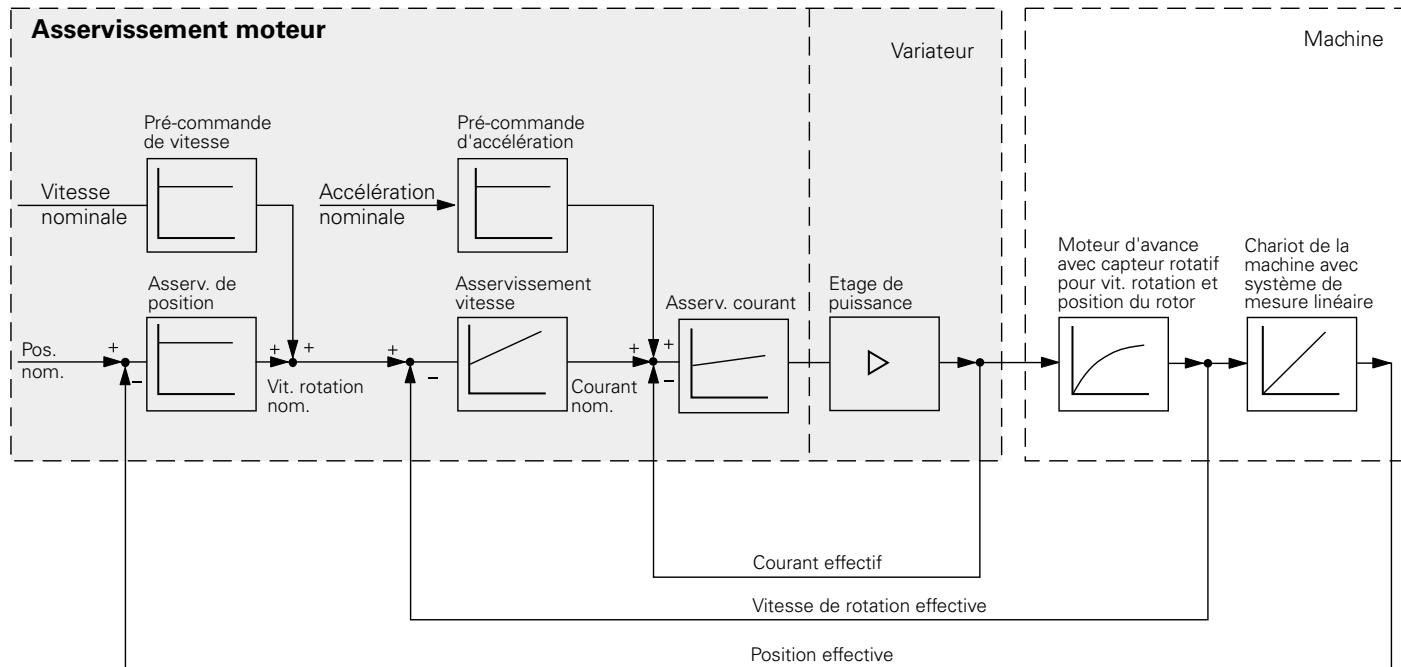 Asservissement moteur
Variateur
Machine
Pré-commande
de vitesse
Pré-commande
d'accélération
Vitesse
nominale
Accélération
nominale
Moteur d'avance
avec capteur rotatif
pour vit. rotation et
position du rotor
Chariot de la
machine avec
système de
mesure linéaire
Asserv. de
position
Asservissement
vitesse
Asserv. courant
Etage de
puissance
Pos.
nom.
+
−
+
+
+
−
+
+
−
Vit. rotation
nom.
Courant
nom.
Courant effectif
Vitesse de rotation effective
Position effective